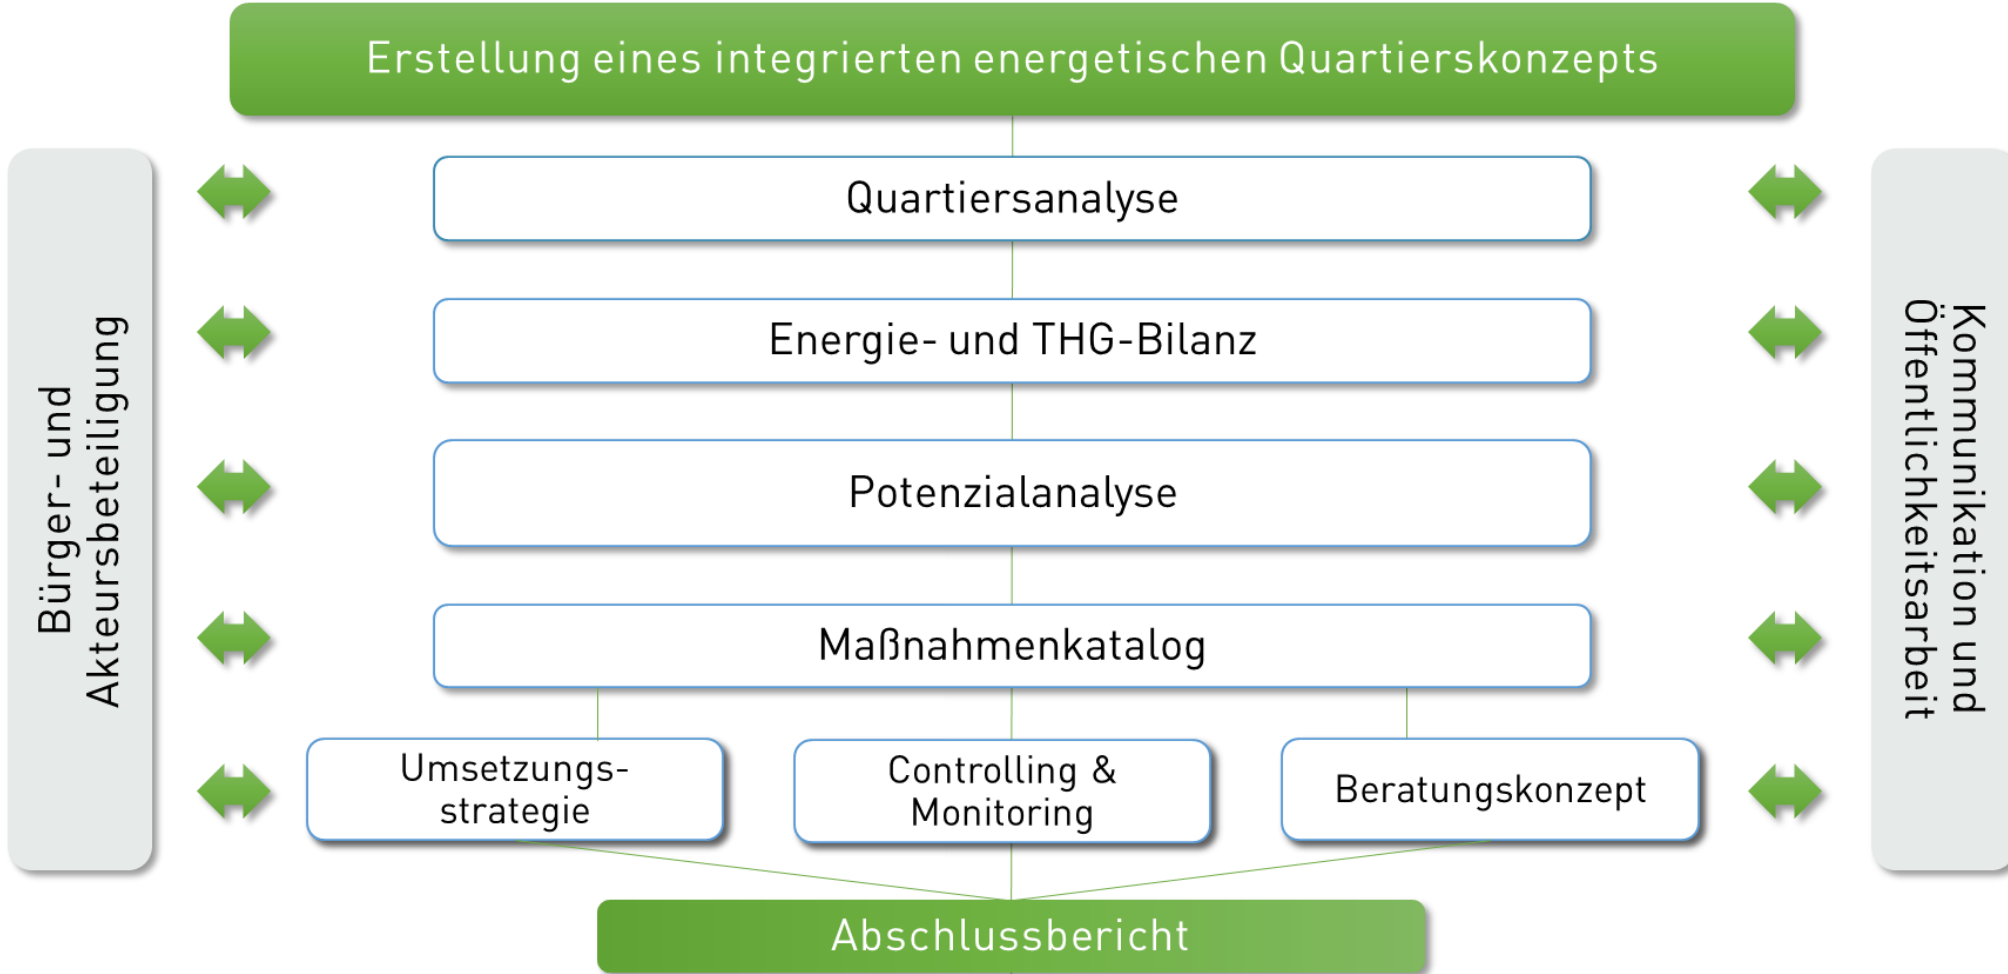 Erstellung eines integrierten energetischen Quartierskonzepts
Bürger- und
Akteursbeteiligung
Quartiersanalyse
Energie- und THG-Bilanz
Potenzialanalyse
Maßnahmenkatalog
Umsetzungs-
strategie
Controlling &
Monitoring
Beratungskonzept
Kommunikation und
Öffentlichkeitsarbeit
Abschlussbericht